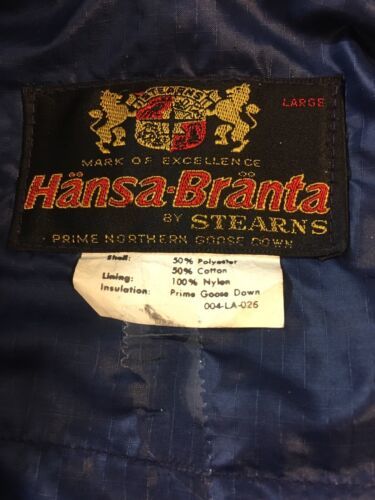 STEARNS
LARGE
MARK OF EXCELLENCE
Hänsa-Bränta
BY STEARNS
PRIME NORTHERN GOOSE DOWN
Shell: 50% Polyester
50% Cotton
Lining: 100% Nylon
Insulation: Prime Goose Down
004-LA-026